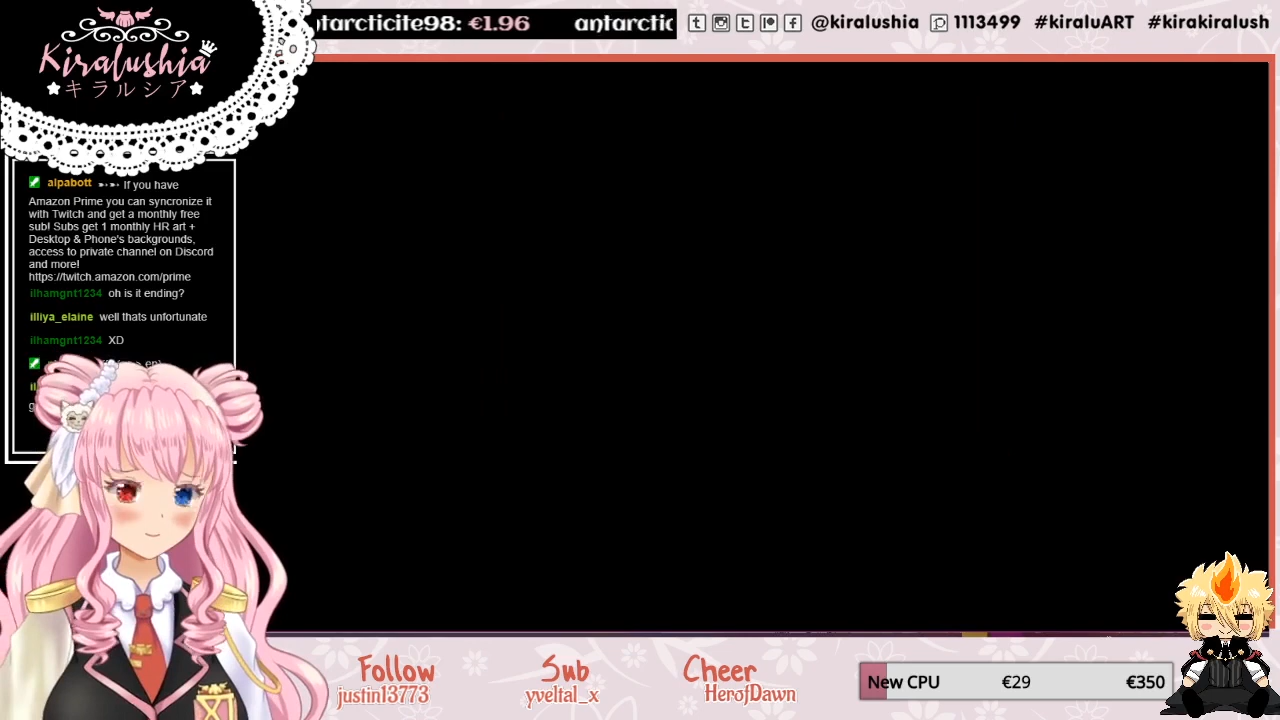 Kiralushia
キラルシア
ntarcticite98: €1.96 antarctic
@kiralushia 1113499 #kiraluART #kirakiralush
alpabott ➵➵ If you have
Amazon Prime you can syncronize it
with Twitch and get a monthly free
sub! Subs get 1 monthly HR art +
Desktop & Phone's backgrounds,
access to private channel on Discord
and more!
https://twitch.amazon.com/prime
ilhamgnt1234 oh is it ending?
illiya_elaine well thats unfortunate
ilhamgnt1234 XD
Follow
justin13773
Sub
yveltal_x
Cheer
HerofDawn
New CPU €29 €350